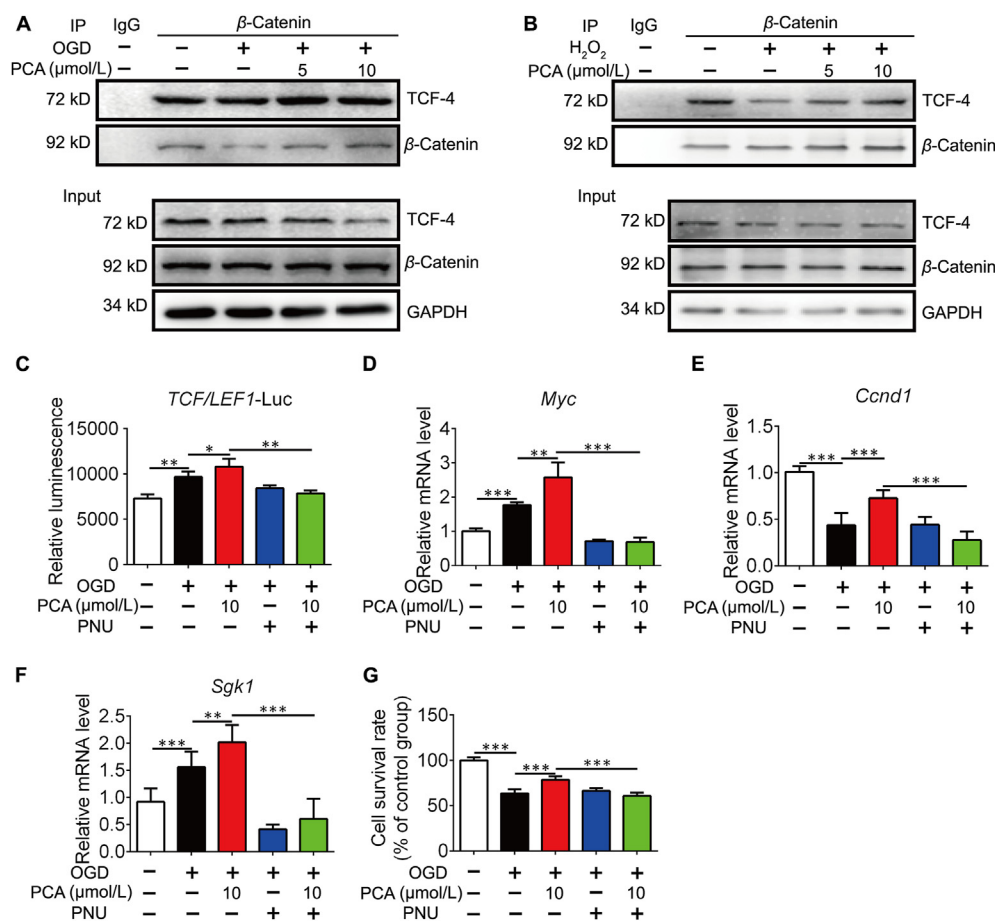 A
IP IgG β-Catenin
OGD – – + + +
PCA (μmol/L) – – – 5 10
72 kD TCF-4
92 kD β-Catenin
Input
72 kD TCF-4
92 kD β-Catenin
34 kD GAPDH
B
IP IgG β-Catenin
H2O2 – – + + +
PCA (μmol/L) – – – 5 10
72 kD TCF-4
92 kD β-Catenin
Input
72 kD TCF-4
92 kD β-Catenin
34 kD GAPDH
C
TCF/LEF1-Luc
Relative luminescence
15000
10000
5000
0
** * **
OGD – + + + +
PCA (μmol/L) – – 10 – 10
PNU – – – + +
D
Myc
Relative mRNA level
4
3
2
1
0
*** ** ***
OGD – + + + +
PCA (μmol/L) – – 10 – 10
PNU – – – + +
E
Ccnd1
Relative mRNA level
1.5
1.0
0.5
0
*** *** ***
OGD – + + + +
PCA (μmol/L) – – 10 – 10
PNU – – – + +
F
Sgk1
Relative mRNA level
2.5
2.0
1.5
1.0
0.5
0.0
*** ** ***
OGD – + + + +
PCA (μmol/L) – – 10 – 10
PNU – – – + +
G
Cell survival rate
(% of control group)
150
100
50
0
*** *** ***
OGD – + + + +
PCA (μmol/L) – – 10 – 10
PNU – – – + +